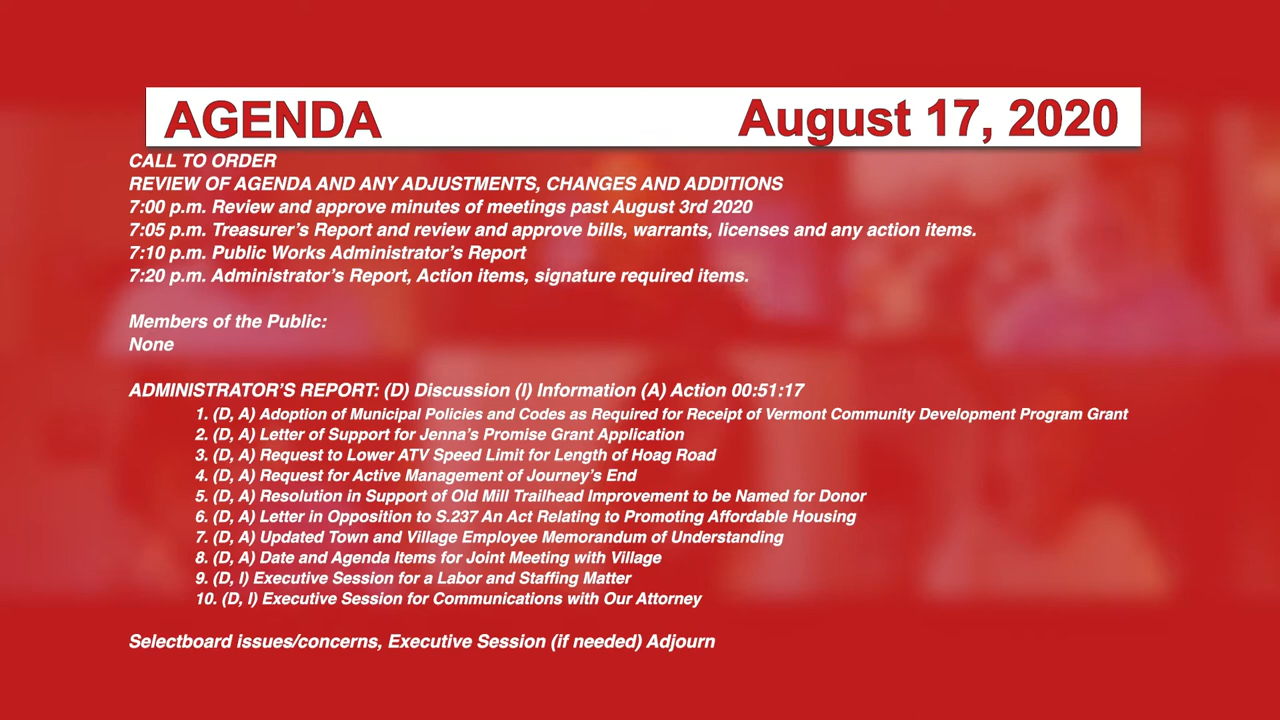 AGENDA August 17, 2020
CALL TO ORDER
REVIEW OF AGENDA AND ANY ADJUSTMENTS, CHANGES AND ADDITIONS
7:00 p.m. Review and approve minutes of meetings past August 3rd 2020
7:05 p.m. Treasurer’s Report and review and approve bills, warrants, licenses and any action items.
7:10 p.m. Public Works Administrator’s Report
7:20 p.m. Administrator’s Report, Action items, signature required items.
Members of the Public:
None
ADMINISTRATOR’S REPORT: (D) Discussion (I) Information (A) Action 00:51:17
1. (D, A) Adoption of Municipal Policies and Codes as Required for Receipt of Vermont Community Development Program Grant
2. (D, A) Letter of Support for Jenna’s Promise Grant Application
3. (D, A) Request to Lower ATV Speed Limit for Length of Hoag Road
4. (D, A) Request for Active Management of Journey’s End
5. (D, A) Resolution in Support of Old Mill Trailhead Improvement to be Named for Donor
6. (D, A) Letter in Opposition to S.237 An Act Relating to Promoting Affordable Housing
7. (D, A) Updated Town and Village Employee Memorandum of Understanding
8. (D, A) Date and Agenda Items for Joint Meeting with Village
9. (D, I) Executive Session for a Labor and Staffing Matter
10. (D, I) Executive Session for Communications with Our Attorney
Selectboard issues/concerns, Executive Session (if needed) Adjourn